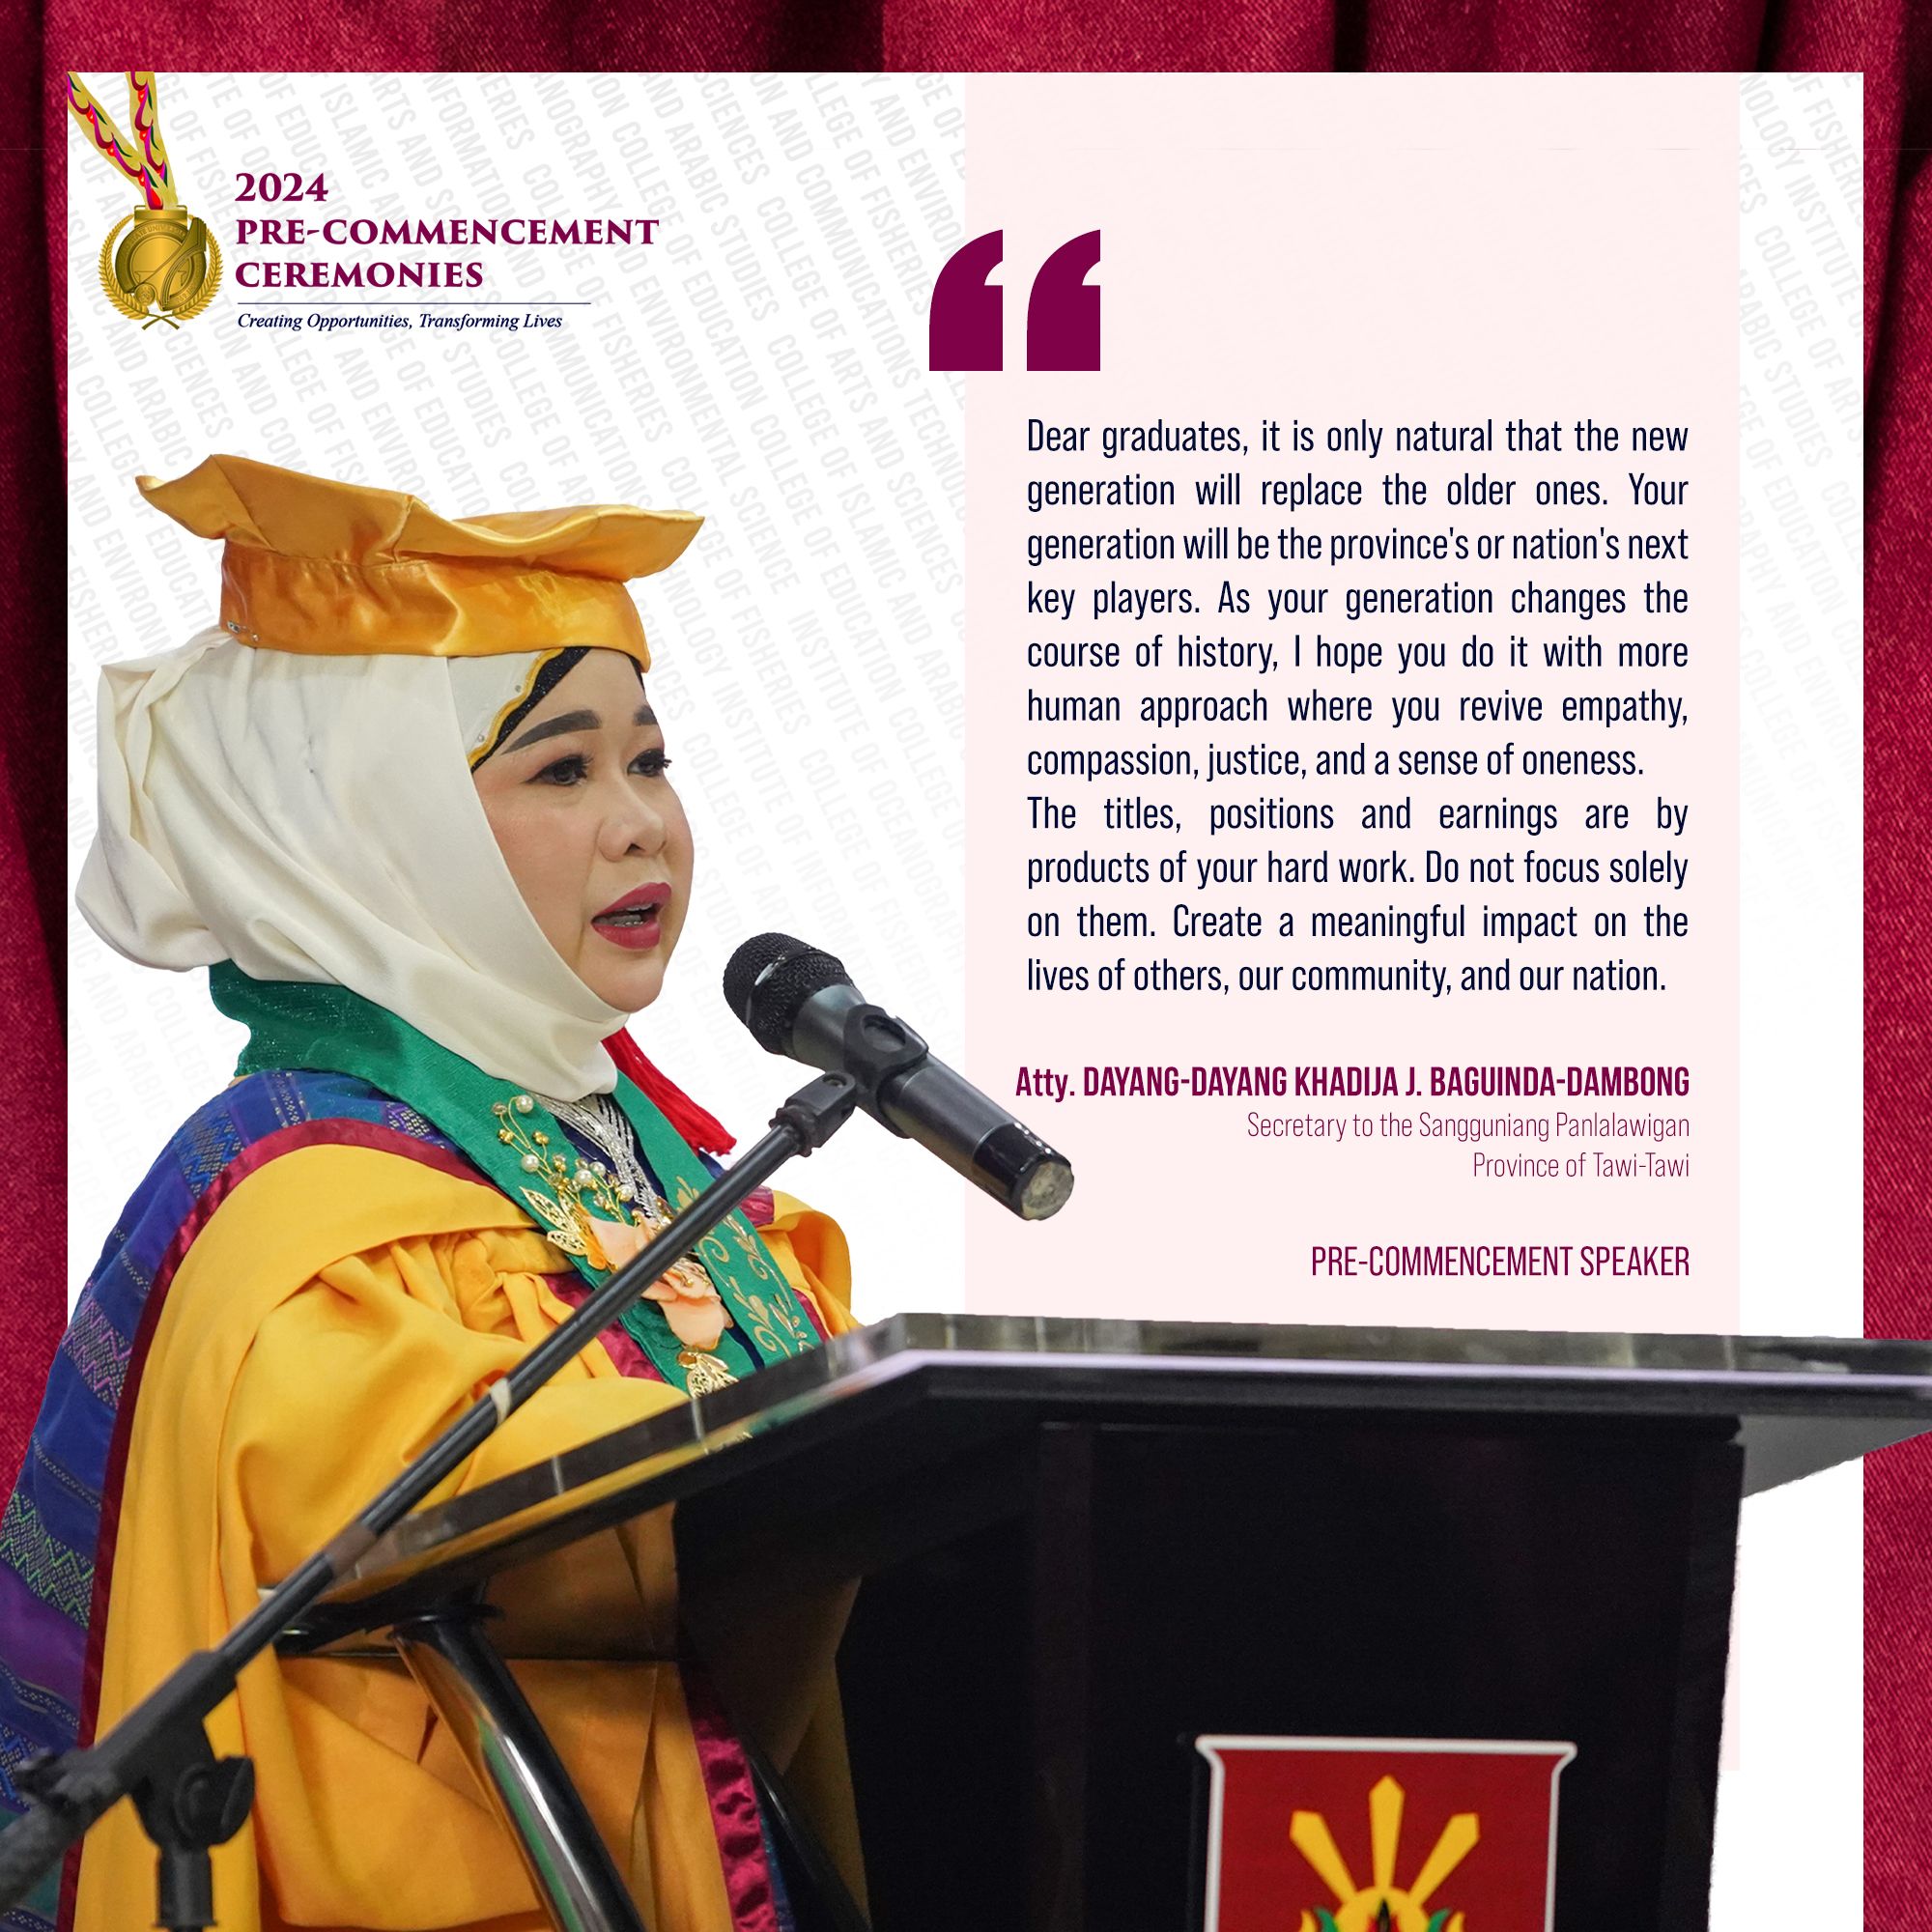 2024
PRE-COMMENCEMENT
CEREMONIES
Creating Opportunities, Transforming Lives
Dear graduates, it is only natural that the new
generation will replace the older ones. Your
generation will be the province's or nation's next
key players. As your generation changes the
course of history, I hope you do it with more
human approach where you revive empathy,
compassion, justice, and a sense of oneness.
The titles, positions and earnings are by
products of your hard work. Do not focus solely
on them. Create a meaningful impact on the
lives of others, our community, and our nation.
Atty. DAYANG-DAYANG KHADIJA J. BAGUINDA-DAMBONG
Secretary to the Sangguniang Panlalawigan
Province of Tawi-Tawi
PRE-COMMENCEMENT SPEAKER